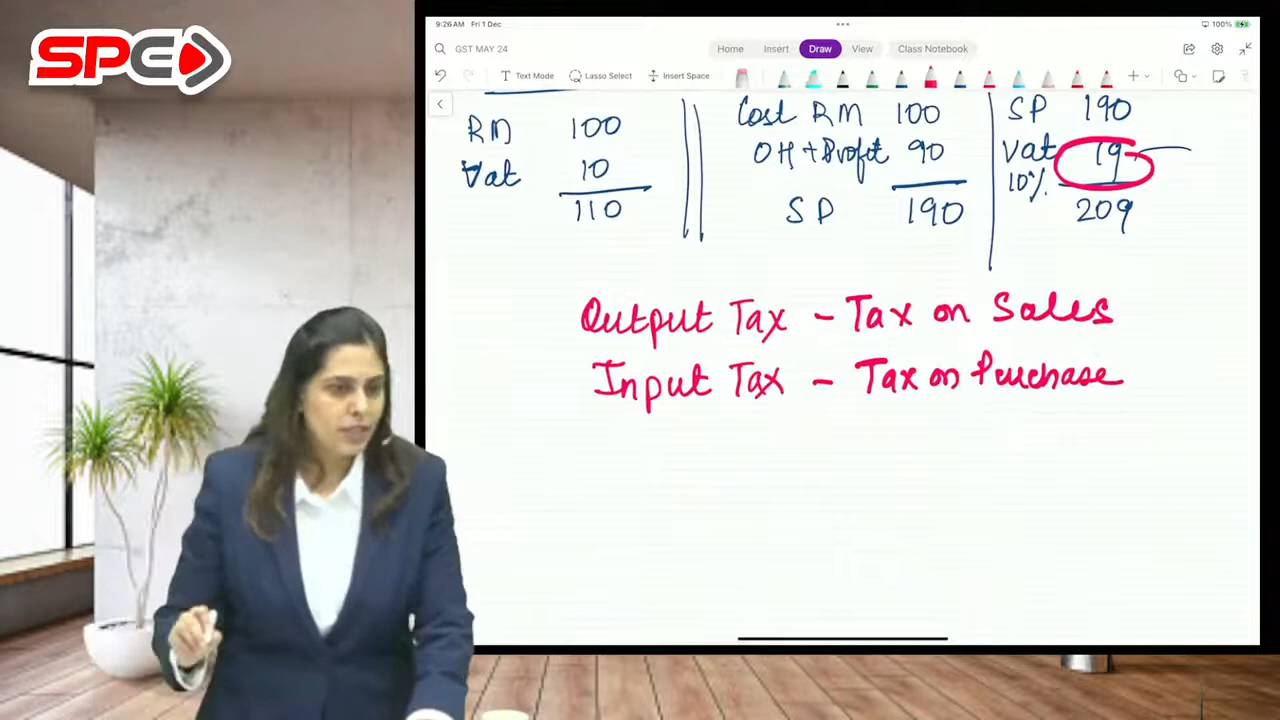 SPED
9:26 AM Fri 1 Dec
100%
GST MAY 24
Home Insert Draw View Class Notebook
Text Mode Lasso Select Insert Space
RM 100
Vat 10
110
Cost RM 100
OH + Profit 90
SP 190
SP 190
Vat 19
10%
209
Output Tax - Tax on Sales
Input Tax - Tax on Purchase